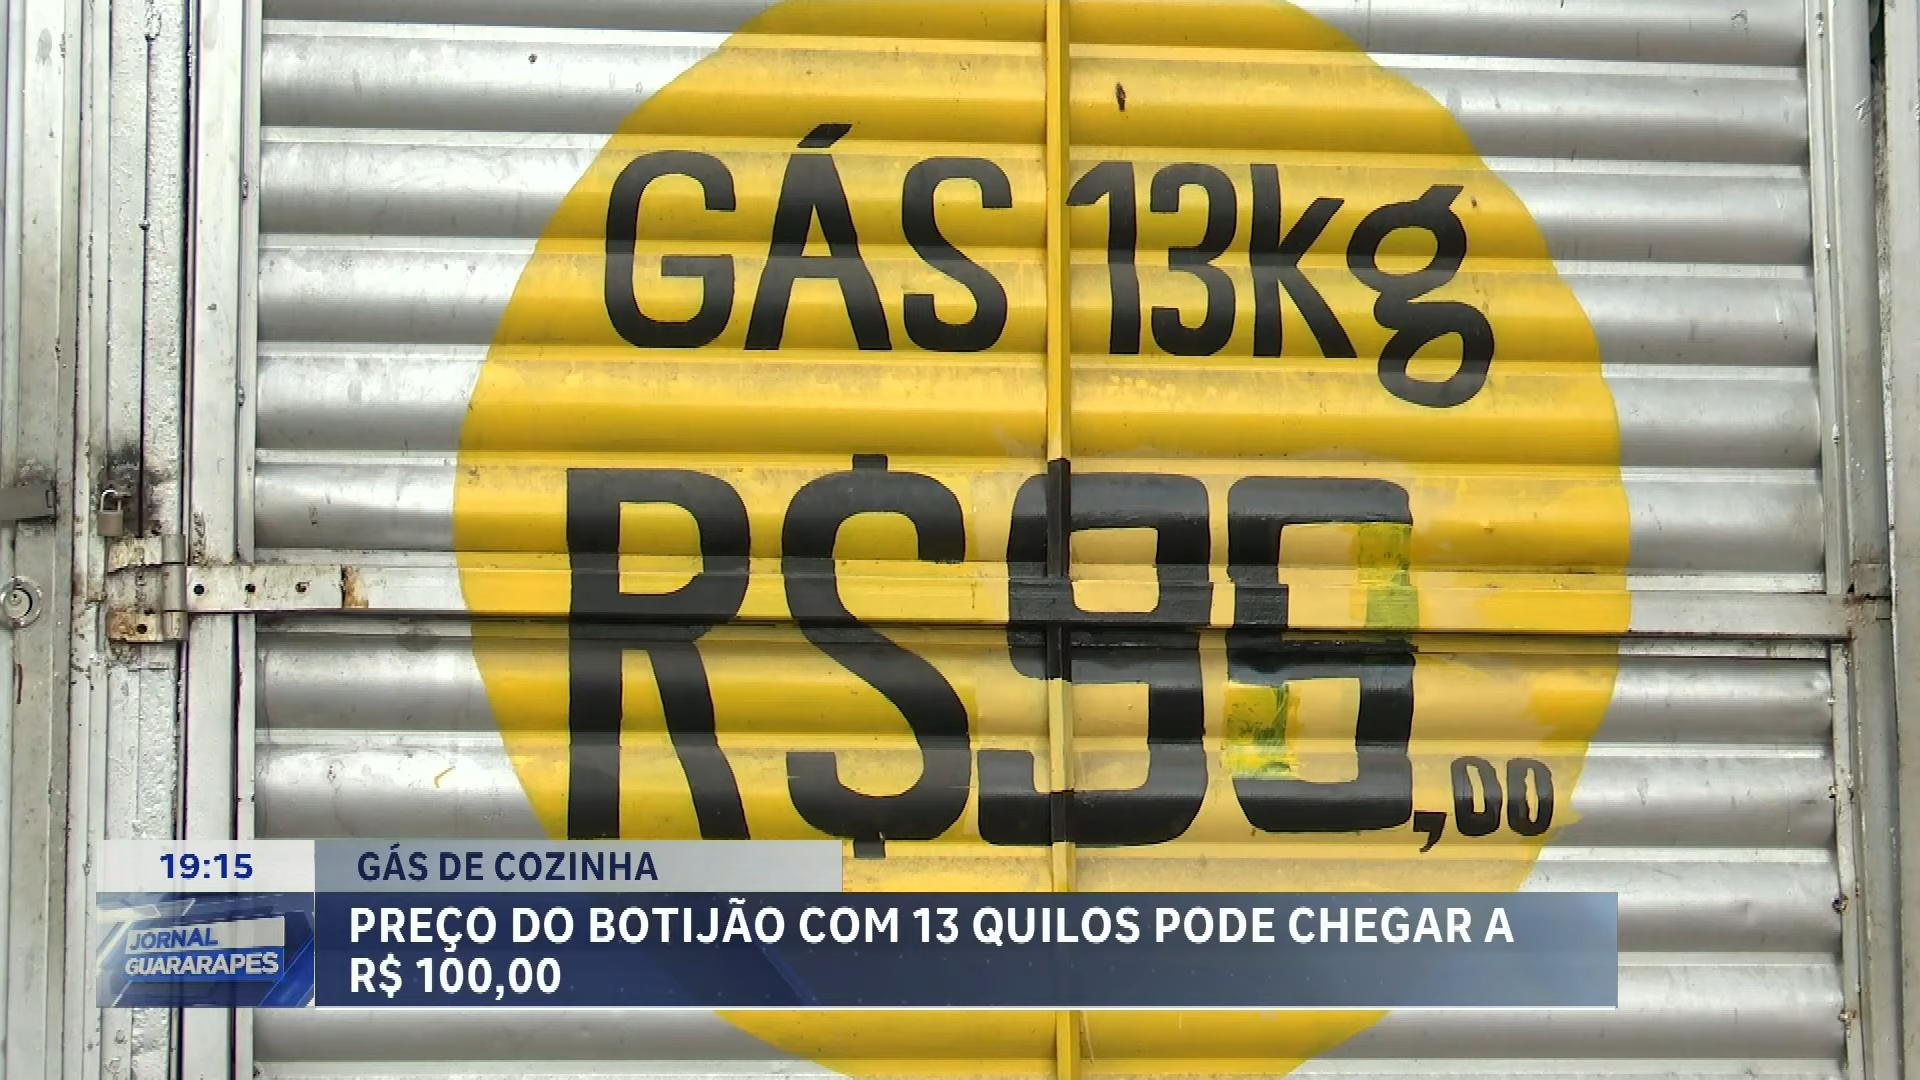 GÁS 13kg
R$95,00
19:15
GÁS DE COZINHA
JORNAL
GUARARAPES
PREÇO DO BOTIJÃO COM 13 QUILOS PODE CHEGAR A
R$ 100,00